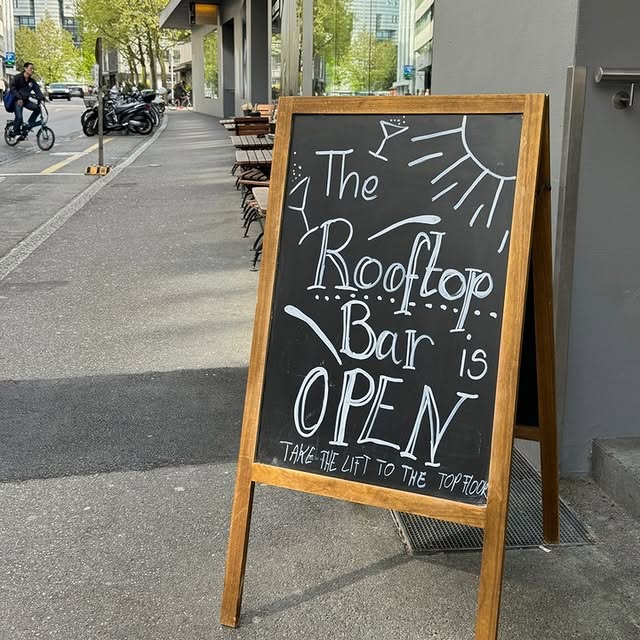 The
Rooftop
Bar is
OPEN
TAKE THE LIFT TO THE TOP FLOOR